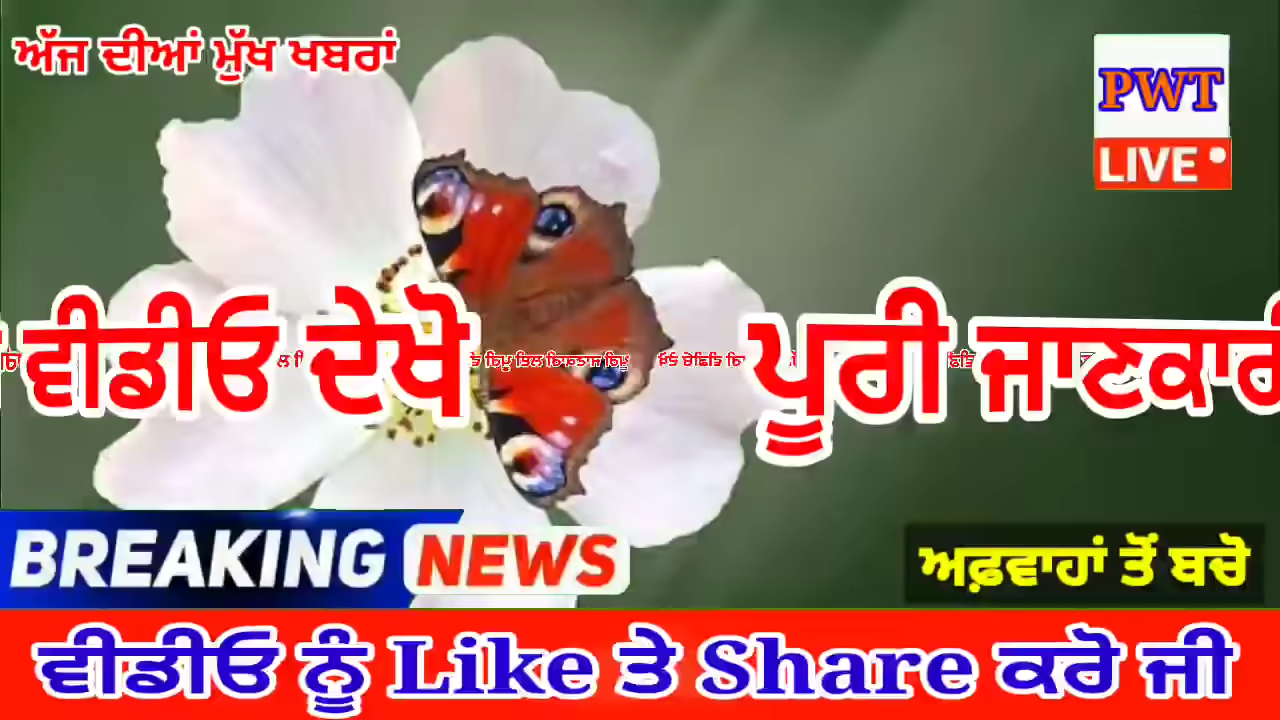 ਅੱਜ ਦੀਆਂ ਮੁੱਖ ਖਬਰਾਂ
PWT
LIVE
ਵੀਡੀਓ ਦੇਖੋ ਪੂਰੀ ਜਾਣਕਾਰੀ
BREAKING NEWS
ਅਫ਼ਵਾਹਾਂ ਤੋਂ ਬਚੋ
ਵੀਡੀਓ ਨੂੰ Like ਤੇ Share ਕਰੋ ਜੀ